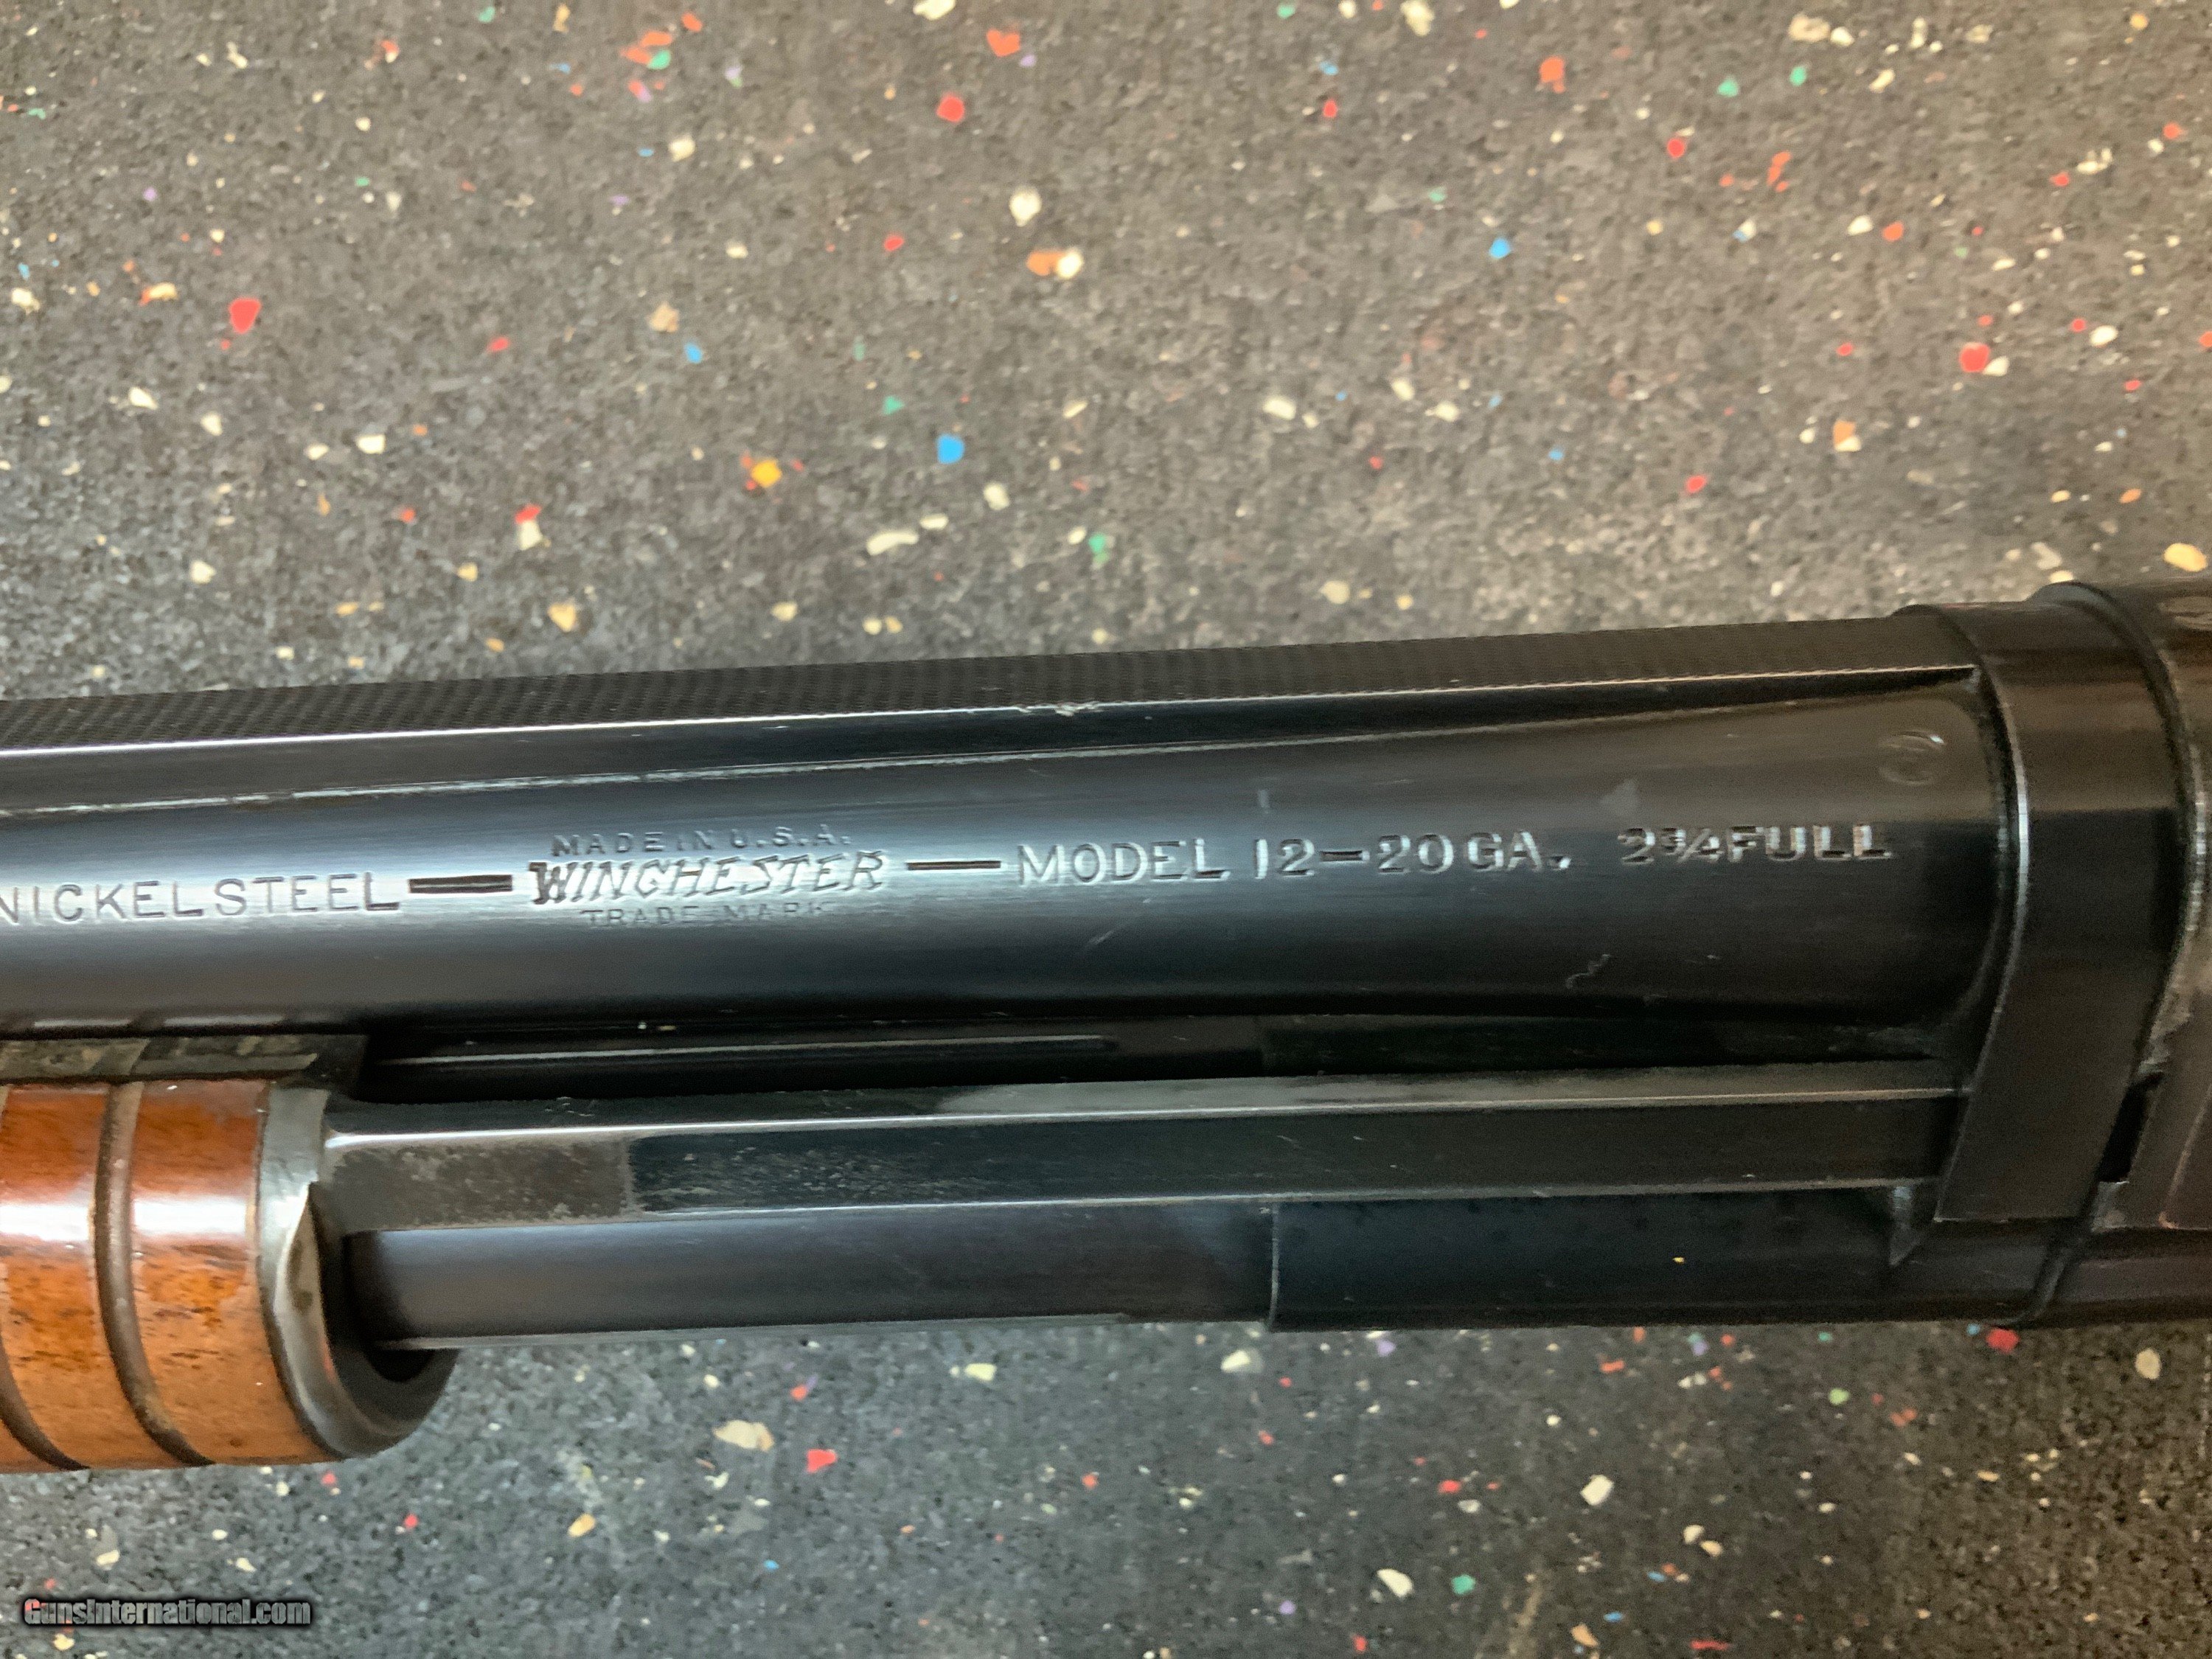 MADE IN U.S.A.
NICKEL STEEL — WINCHESTER — MODEL 12-20 GA. 2¾ FULL
TRADE MARK
GunsInternational.com